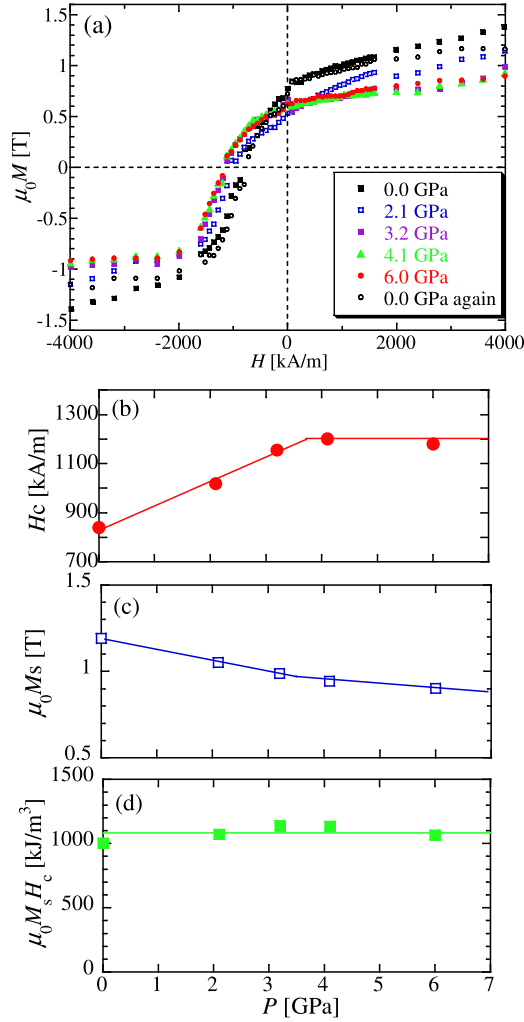 (a)
1.5
1
0.5
0
-0.5
-1
-1.5
μ₀M [T]
0.0 GPa
2.1 GPa
3.2 GPa
4.1 GPa
6.0 GPa
0.0 GPa again
-4000 -2000 0 2000 4000
H [kA/m]
(b)
1300
1100
900
700
Hc [kA/m]
(c)
1.5
1
0.5
μ₀Ms [T]
(d)
1500
1000
500
0
μ₀MₛH꜀ [kJ/m³]
0 1 2 3 4 5 6 7
P [GPa]